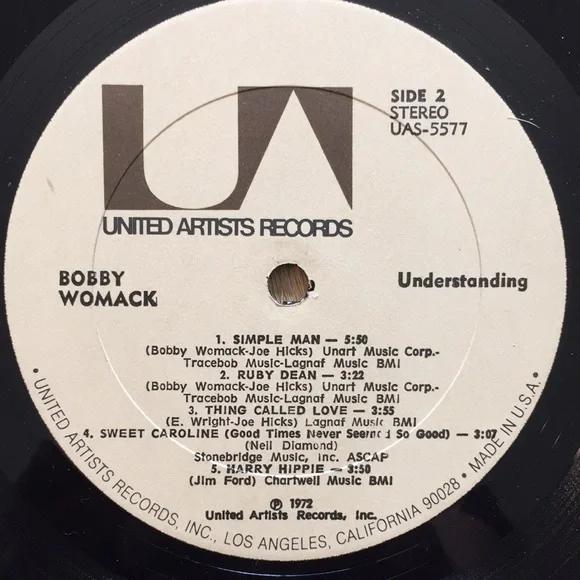 UA
SIDE 2
STEREO
UAS-5577
UNITED ARTISTS RECORDS
BOBBY
WOMACK
Understanding
1. SIMPLE MAN — 5:50
(Bobby Womack-Joe Hicks) Unart Music Corp.-
Tracebob Music-Lagnaf Music BMI
2. RUBY DEAN — 3:22
(Bobby Womack-Joe Hicks) Unart Music Corp.-
Tracebob Music-Lagnaf Music BMI
3. THING CALLED LOVE — 3:55
(E. Wright-Joe Hicks) Lagnaf Music BMI
4. SWEET CAROLINE (Good Times Never Seemed So Good) — 3:07
(Neil Diamond)
Stonebridge Music, Inc. ASCAP
5. HARRY HIPPIE — 3:50
(Jim Ford) Chartwell Music BMI
℗ 1972
United Artists Records, Inc.
• UNITED ARTISTS RECORDS, INC., LOS ANGELES, CALIFORNIA 90028 • MADE IN U.S.A. •